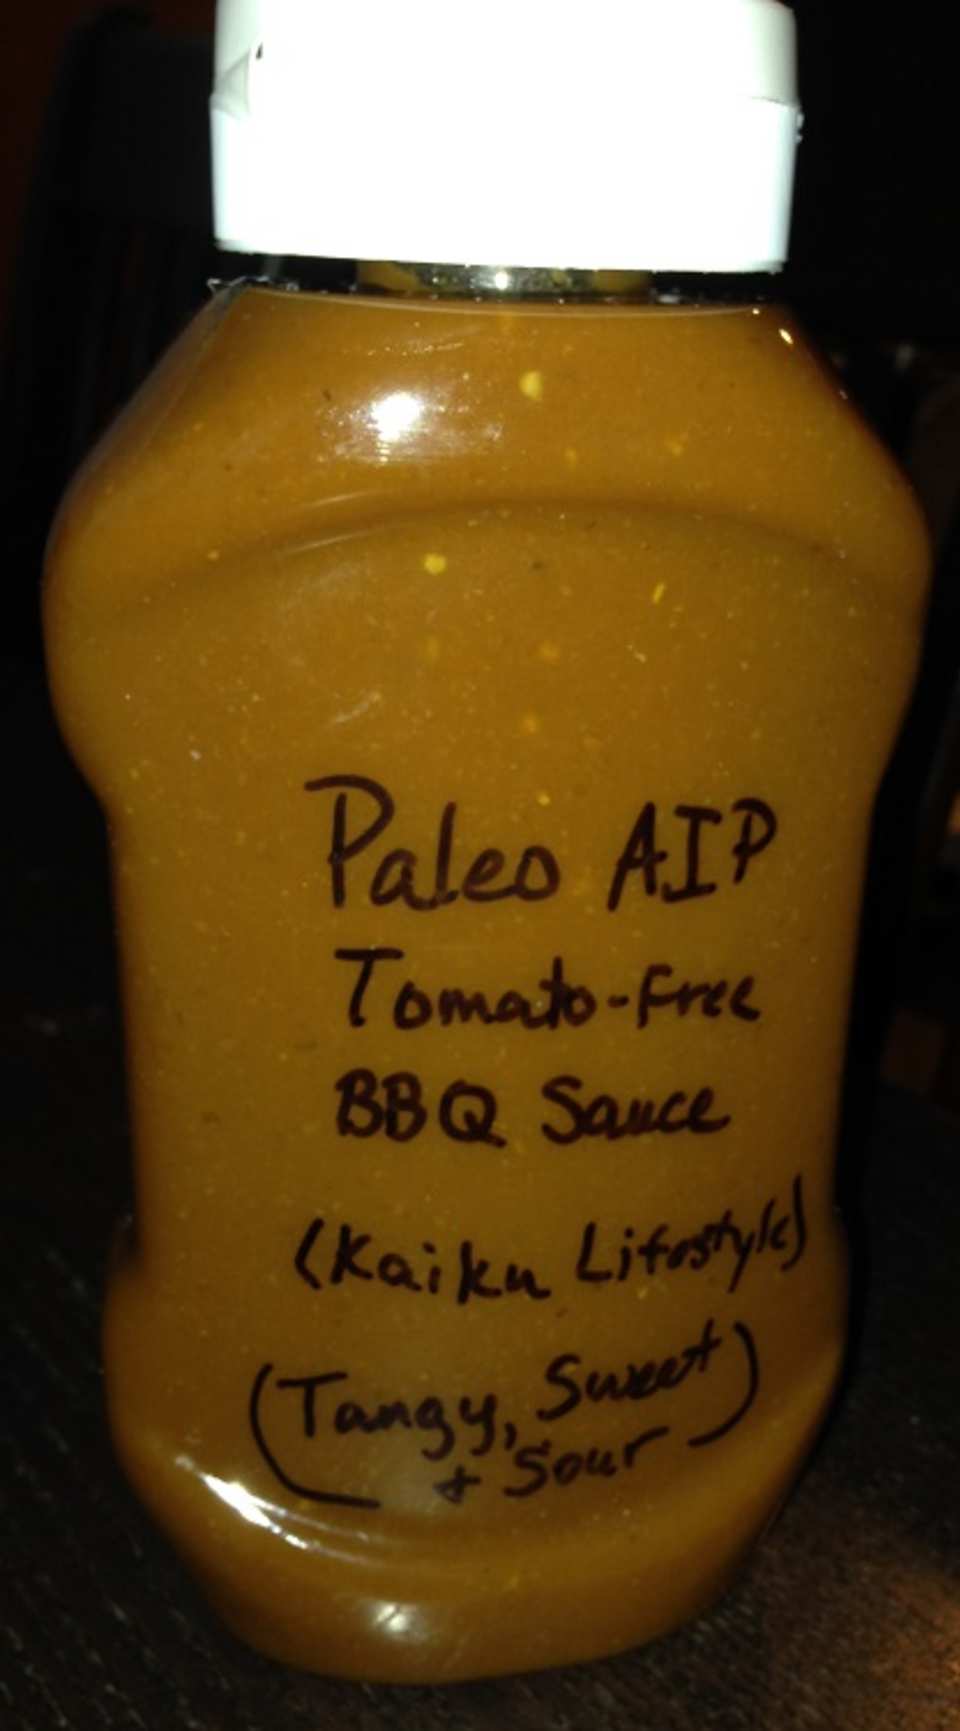 Paleo AIP
Tomato-Free
BBQ Sauce
(Kaiku Lifestyle)
(Tangy, Sweet
+ Sour)